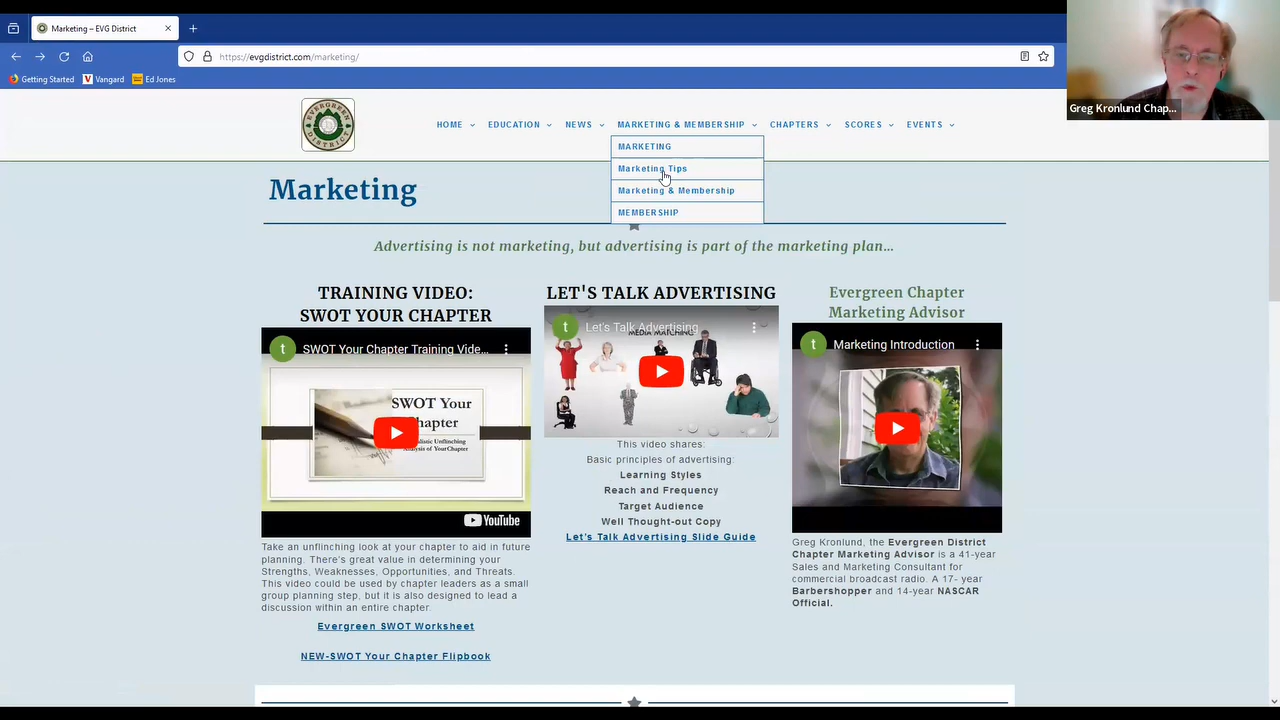 Marketing – EVG District
https://evgdistrict.com/marketing/
Getting Started
Vangard
Ed Jones
Greg Kronlund Chap...
EVERGREEN
DISTRICT
HOME
EDUCATION
NEWS
MARKETING & MEMBERSHIP
CHAPTERS
SCORES
EVENTS
MARKETING
Marketing Tips
Marketing & Membership
MEMBERSHIP
Marketing
Advertising is not marketing, but advertising is part of the marketing plan…
TRAINING VIDEO:
SWOT YOUR CHAPTER
t
SWOT Your Chapter Training Vide...
SWOT Your
Chapter
Analysis of Your Chapter
YouTube
Take an unflinching look at your chapter to aid in future
planning. There's great value in determining your
Strengths, Weaknesses, Opportunities, and Threats.
This video could be used by chapter leaders as a small
group planning step, but it is also designed to lead a
discussion within an entire chapter.
Evergreen SWOT Worksheet
NEW-SWOT Your Chapter Flipbook
LET'S TALK ADVERTISING
t
Let's Talk Advertising
MEDIA MATCHING
This video shares:
Basic principles of advertising:
Learning Styles
Reach and Frequency
Target Audience
Well Thought-out Copy
Let's Talk Advertising Slide Guide
Evergreen Chapter
Marketing Advisor
t
Marketing Introduction
Greg Kronlund, the Evergreen District
Chapter Marketing Advisor is a 41-year
Sales and Marketing Consultant for
commercial broadcast radio. A 17- year
Barbershopper and 14-year NASCAR
Official.